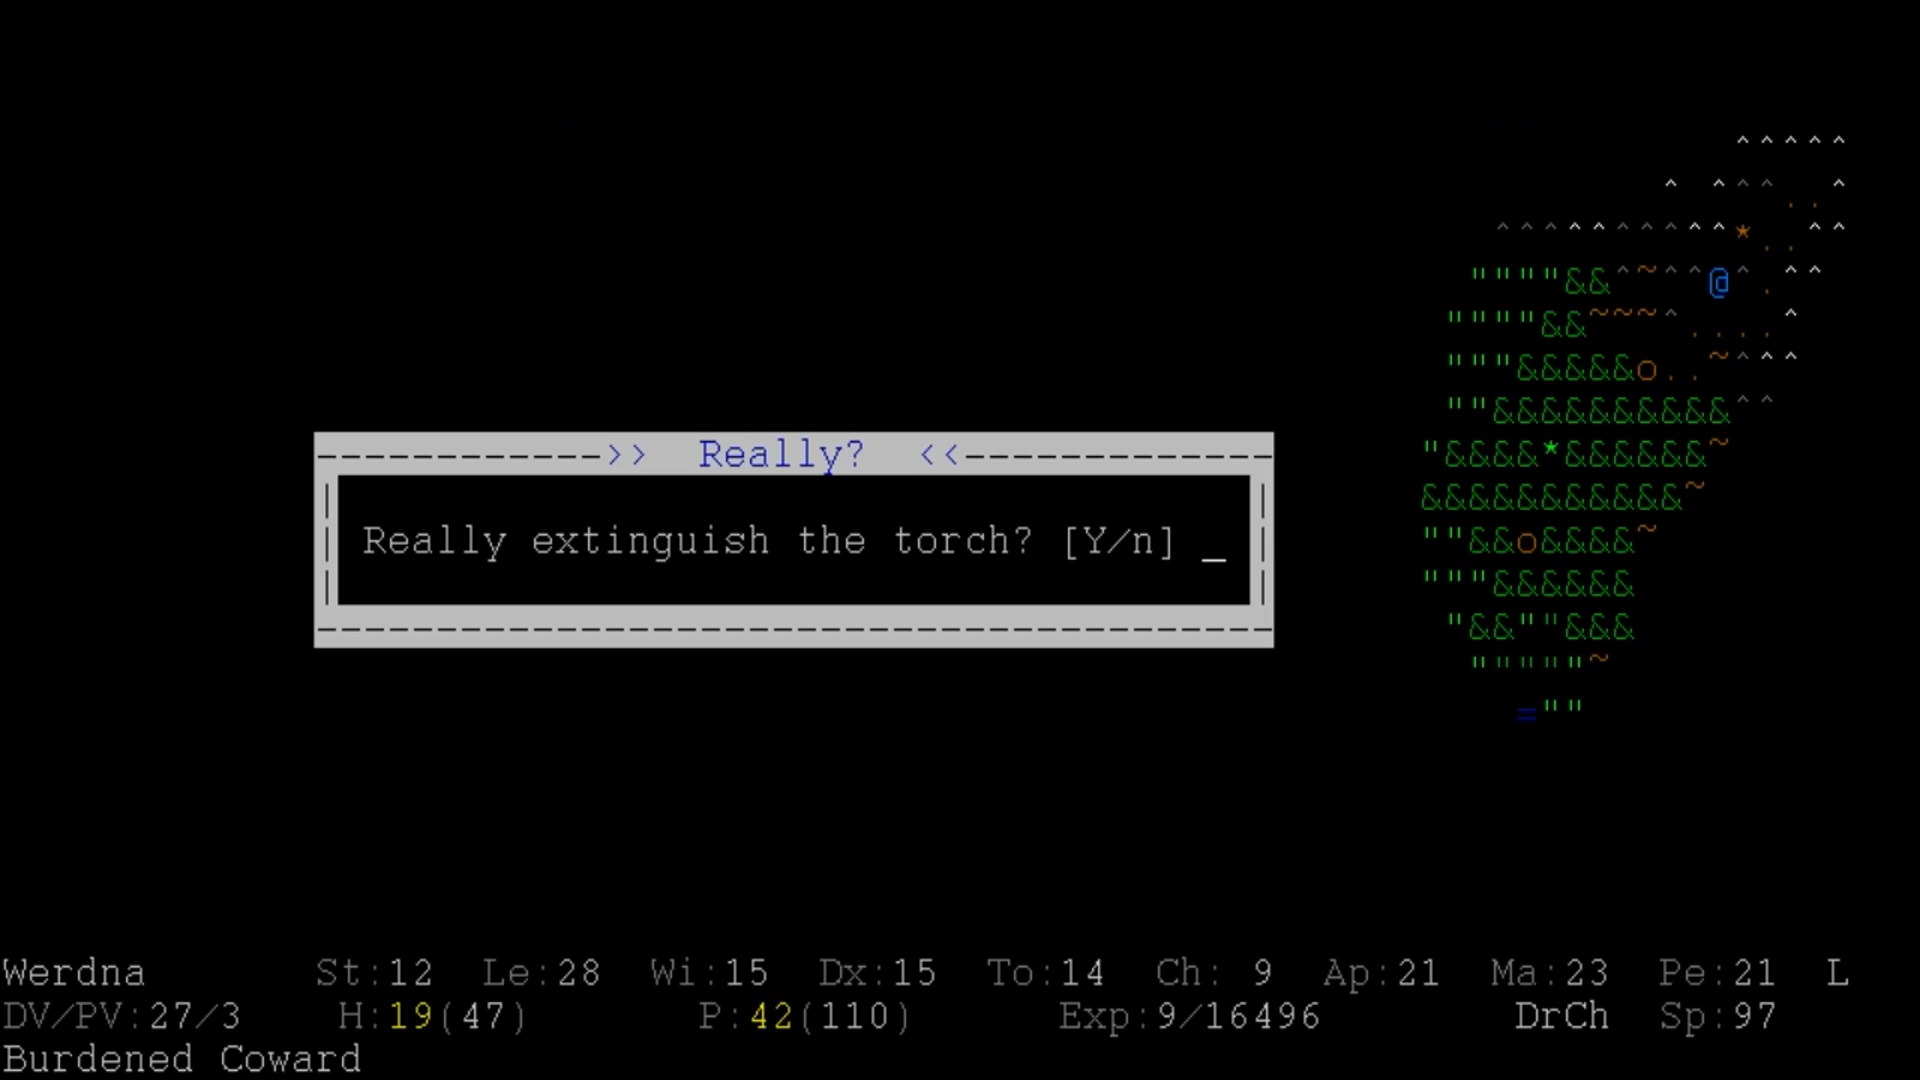 ^^^^^
^ ^^^ ^
. .
^^^^^^^^^^* . . ^^
""""&&^~^^@^ . ^^
""""&&~~~^ . . . . ^
"""&&&&&o . . ~^^^
""&&&&&&&&&&^^
"&&&&*&&&&&&~
&&&&&&&&&&&~
""&&o&&&&~
"""&&&&&&
"&&""&&&
"""""~
=""
------------>> Really? <<-------------
Really extinguish the torch? [Y/n] _
Werdna St:12 Le:28 Wi:15 Dx:15 To:14 Ch: 9 Ap:21 Ma:23 Pe:21 L
DV/PV:27/3 H:19(47) P:42(110) Exp:9/16496 DrCh Sp:97
Burdened Coward